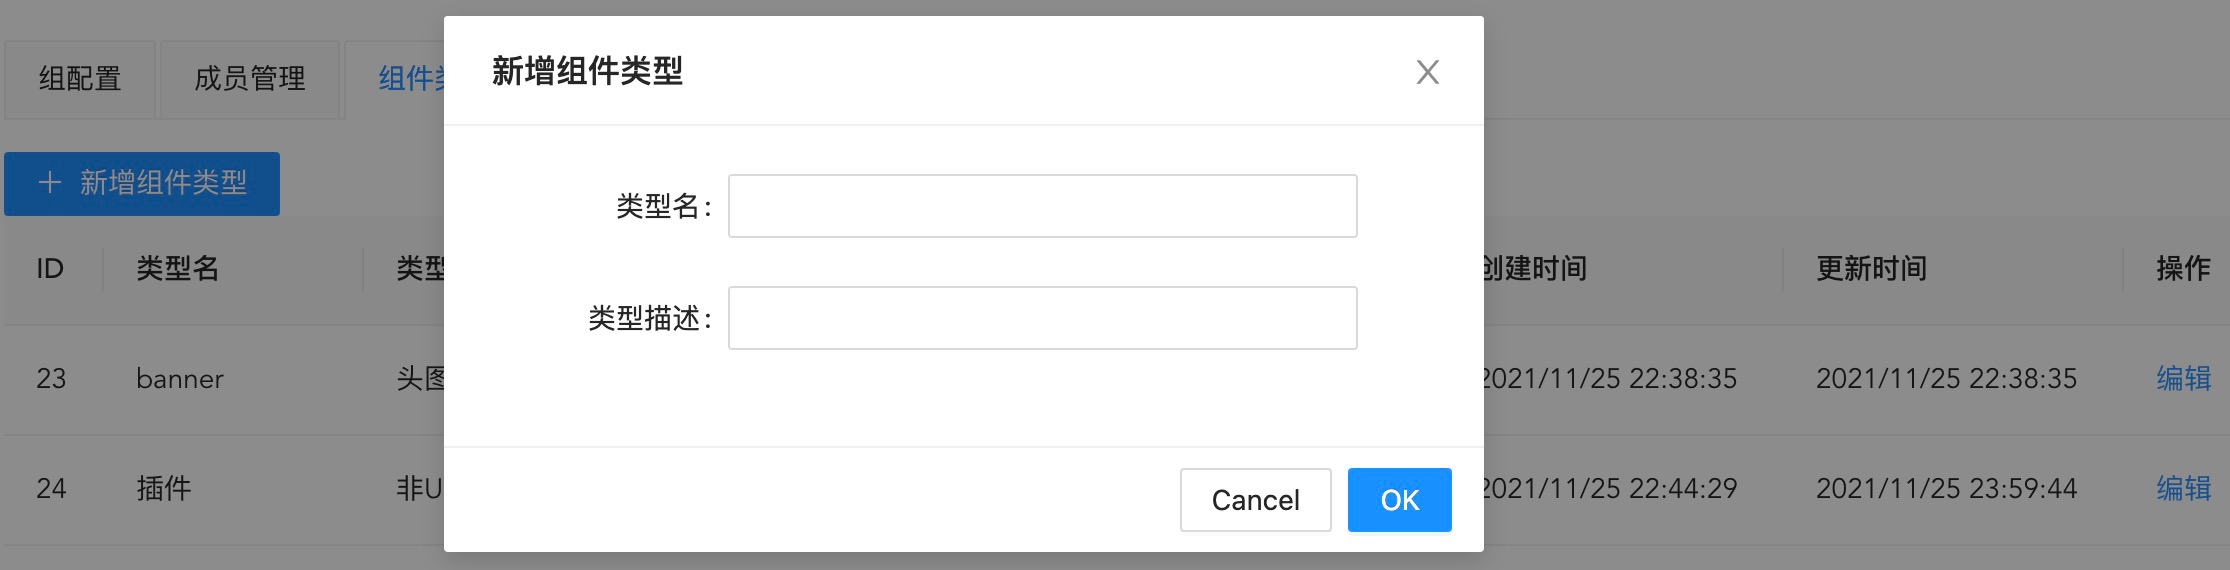 组配置 成员管理 组件类
新增组件类型
+ 新增组件类型
类型名:
类型描述:
ID 类型名 类型 创建时间 更新时间 操作
23 banner 头图 2021/11/25 22:38:35 2021/11/25 22:38:35 编辑
24 插件 非U 2021/11/25 22:44:29 2021/11/25 23:59:44 编辑
Cancel OK